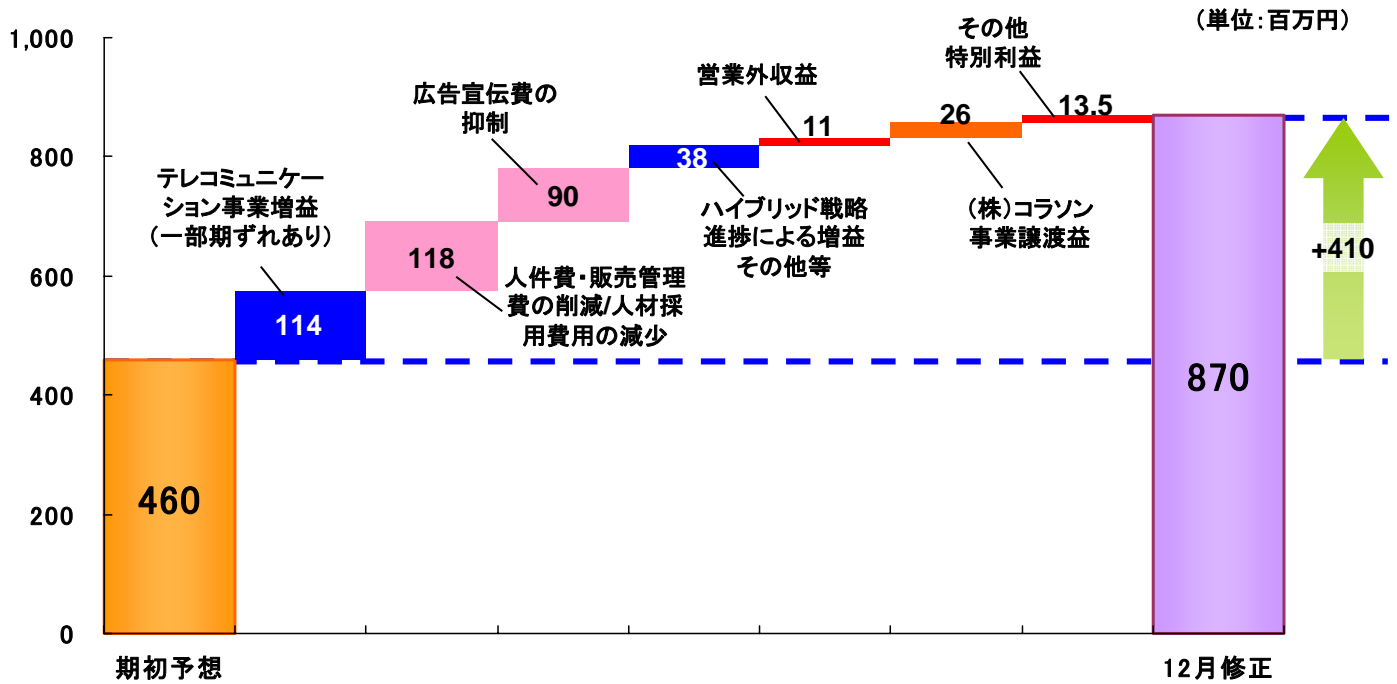 (単位:百万円)
1,000
800
600
400
200
0
テレコミュニケー
ション事業増益
(一部期ずれあり)
広告宣伝費の
抑制
営業外収益
その他
特別利益
人件費・販売管理
費の削減/人材採
用費用の減少
ハイブリッド戦略
進捗による増益
その他等
(株)コラソン
事業譲渡益
460
114
118
90
38
11
26
13.5
870
+410
期初予想
12月修正